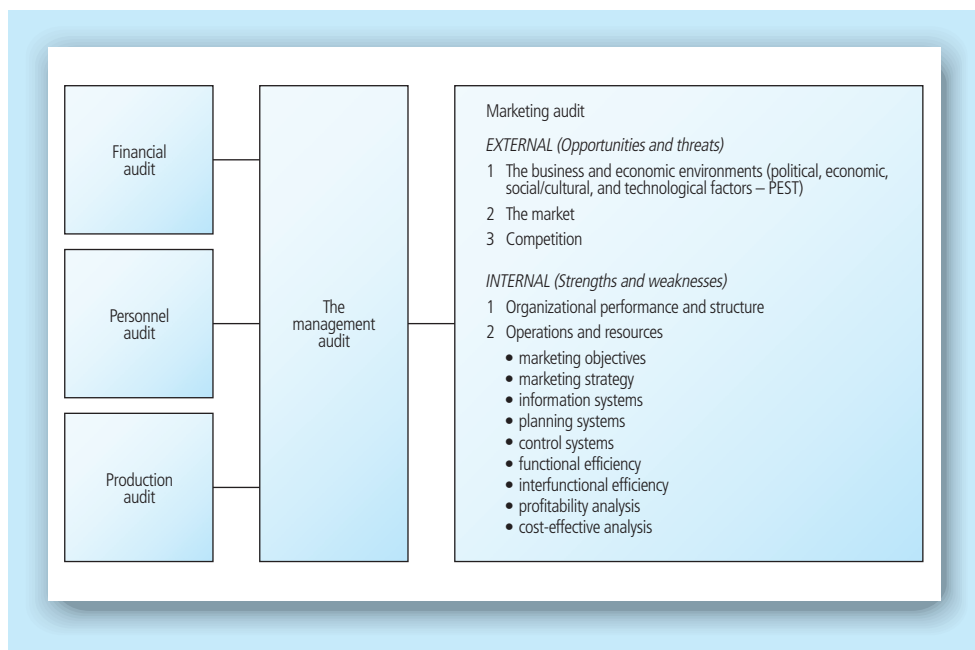 Financial
audit
Personnel
audit
Production
audit
The
management
audit
Marketing audit
EXTERNAL (Opportunities and threats)
1 The business and economic environments (political, economic,
social/cultural, and technological factors – PEST)
2 The market
3 Competition
INTERNAL (Strengths and weaknesses)
1 Organizational performance and structure
2 Operations and resources
• marketing objectives
• marketing strategy
• information systems
• planning systems
• control systems
• functional efficiency
• interfunctional efficiency
• profitability analysis
• cost-effective analysis